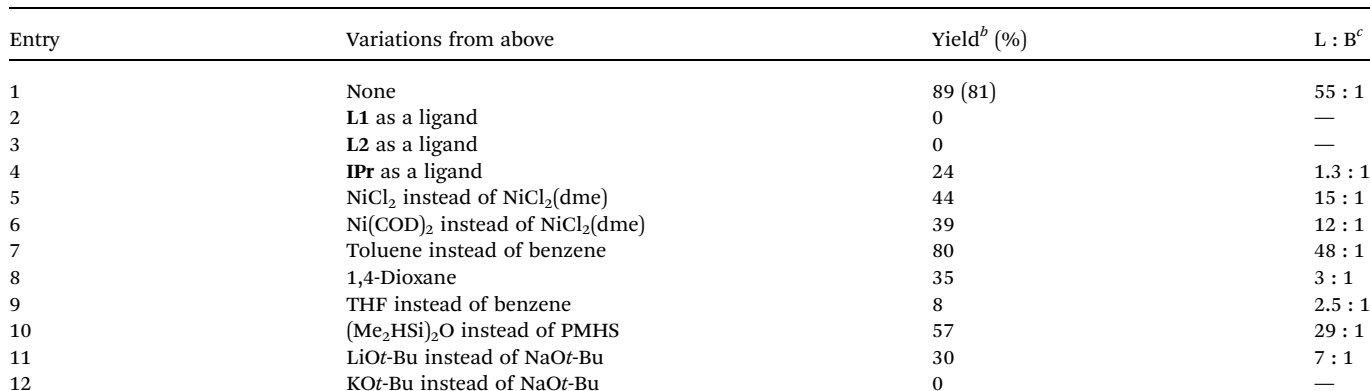 Entry Variations from above Yield^b (%) L : B^c
1 None 89 (81) 55 : 1
2 L1 as a ligand 0 —
3 L2 as a ligand 0 —
4 IPr as a ligand 24 1.3 : 1
5 NiCl₂ instead of NiCl₂(dme) 44 15 : 1
6 Ni(COD)₂ instead of NiCl₂(dme) 39 12 : 1
7 Toluene instead of benzene 80 48 : 1
8 1,4-Dioxane 35 3 : 1
9 THF instead of benzene 8 2.5 : 1
10 (Me₂HSi)₂O instead of PMHS 57 29 : 1
11 LiOt-Bu instead of NaOt-Bu 30 7 : 1
12 KOt-Bu instead of NaOt-Bu 0 —